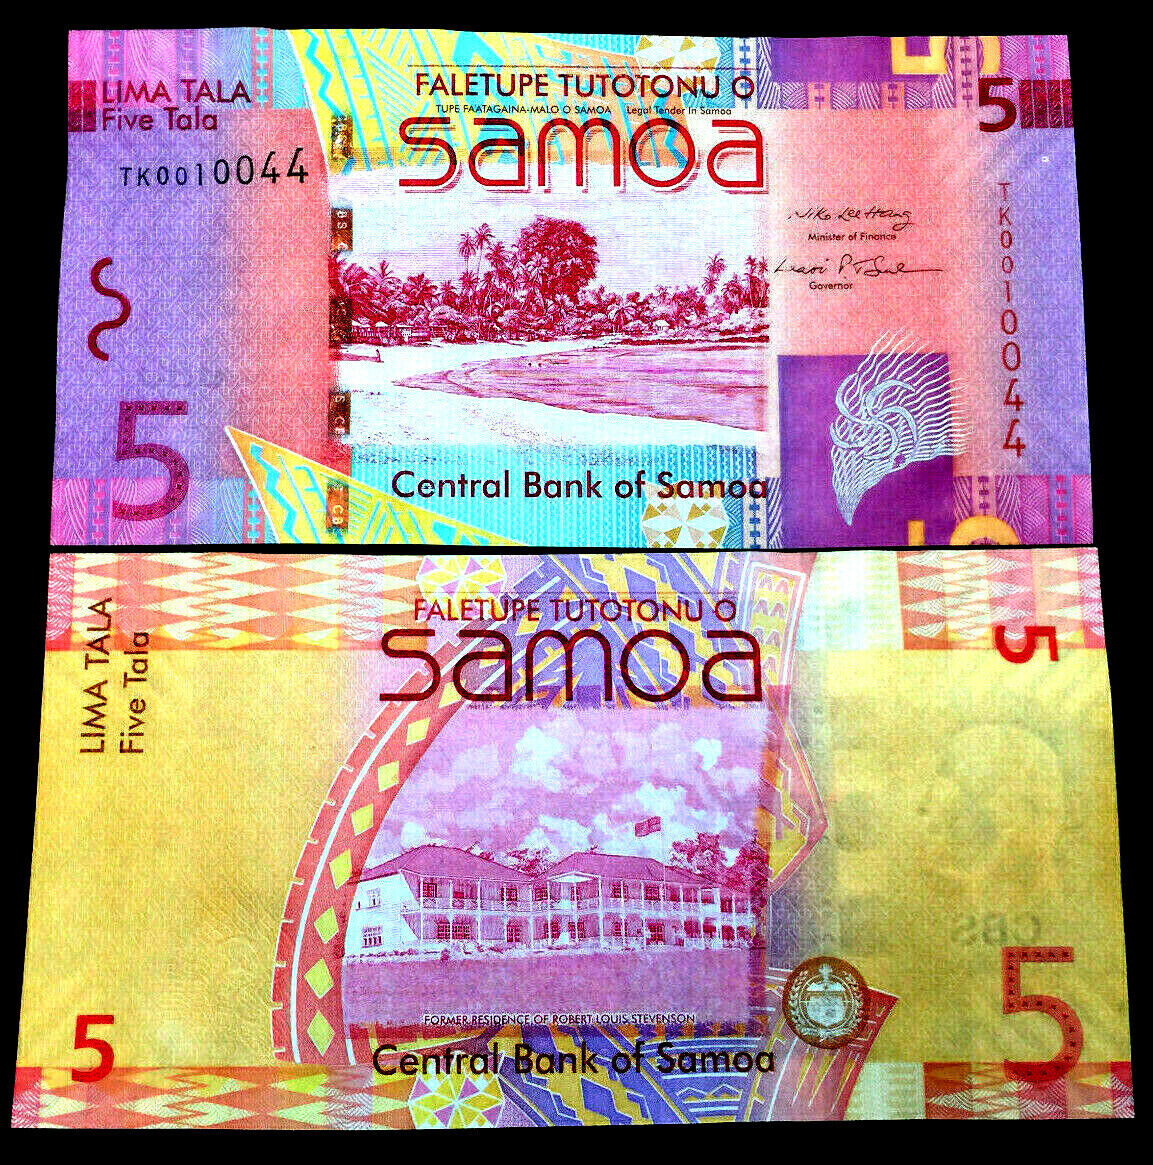 LIMA TALA
Five Tala
FALETUPE TUTOTONU O
TUPE FAATAGAINA-MALO O SAMOA Legal Tender In Samoa
samoa
5
TK0010044
TK0010044
Minister of Finance
Governor
5
Central Bank of Samoa
LIMA TALA
Five Tala
FALETUPE TUTOTONU O
samoa
5
FORMER RESIDENCE OF ROBERT LOUIS STEVENSON
Central Bank of Samoa
5
CBS
5